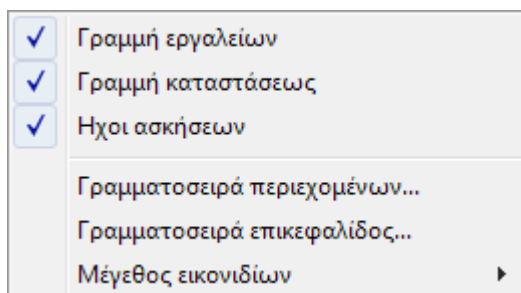 Γραμμή εργαλείων
Γραμμή καταστάσεως
Ηχοι ασκήσεων
Γραμματοσειρά περιεχομένων...
Γραμματοσειρά επικεφαλίδος...
Μέγεθος εικονιδίων